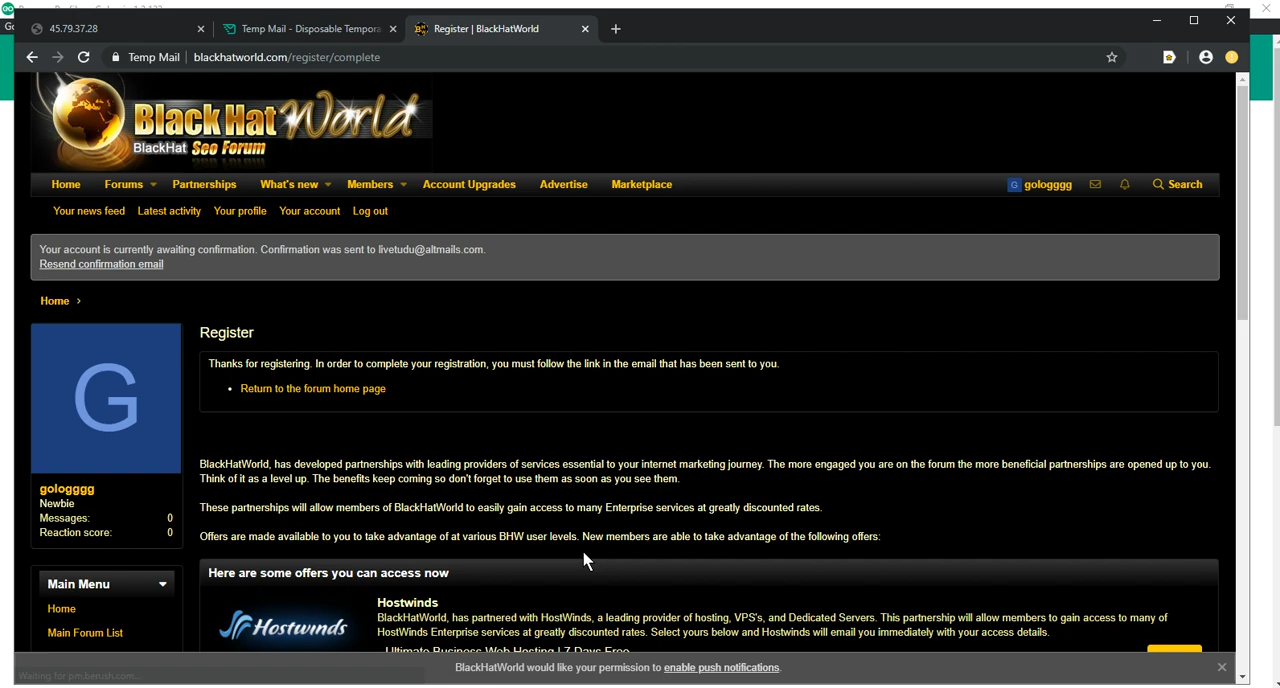 45.79.37.28
Temp Mail - Disposable Tempora
Register | BlackHatWorld
Temp Mail
blackhatworld.com/register/complete
BlackHat World
BlackHat Seo Forum
Home
Forums
Partnerships
What's new
Members
Account Upgrades
Advertise
Marketplace
G gologggg
Search
Your news feed
Latest activity
Your profile
Your account
Log out
Your account is currently awaiting confirmation. Confirmation was sent to livetudu@altmails.com.
Resend confirmation email
Home
G
gologggg
Newbie
Messages: 0
Reaction score: 0
Register
Thanks for registering. In order to complete your registration, you must follow the link in the email that has been sent to you.
• Return to the forum home page
BlackHatWorld, has developed partnerships with leading providers of services essential to your internet marketing journey. The more engaged you are on the forum the more beneficial partnerships are opened up to you.
Think of it as a level up. The benefits keep coming so don't forget to use them as soon as you see them.
These partnerships will allow members of BlackHatWorld to easily gain access to many Enterprise services at greatly discounted rates.
Offers are made available to you to take advantage of at various BHW user levels. New members are able to take advantage of the following offers:
Main Menu
Home
Main Forum List
Here are some offers you can access now
Hostwinds
Hostwinds
BlackHatWorld, has partnered with HostWinds, a leading provider of hosting, VPS's, and Dedicated Servers. This partnership will allow members to gain access to many of
HostWinds Enterprise services at greatly discounted rates. Select yours below and Hostwinds will email you immediately with your access details.
Ultimate Business Web Hosting | 7 Days Free
BlackHatWorld would like your permission to enable push notifications.
Waiting for pim.berush.com...